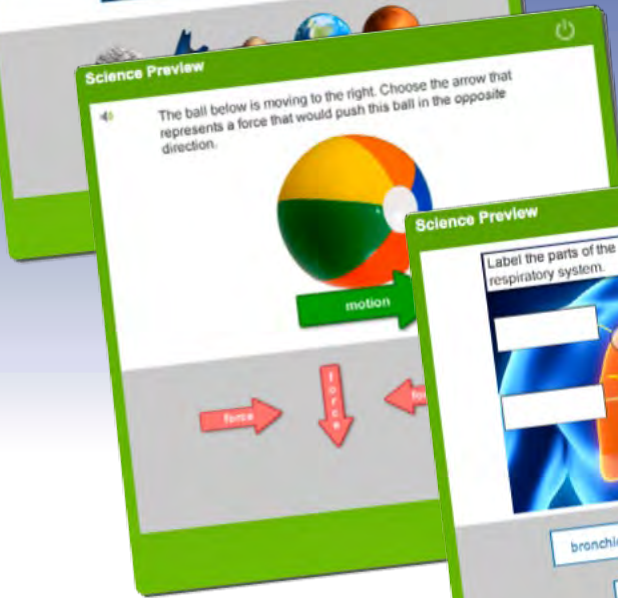 Science Preview
The ball below is moving to the right. Choose the arrow that
represents a force that would push this ball in the opposite
direction.
motion
force
force
Science Preview
Label the parts of the
respiratory system.